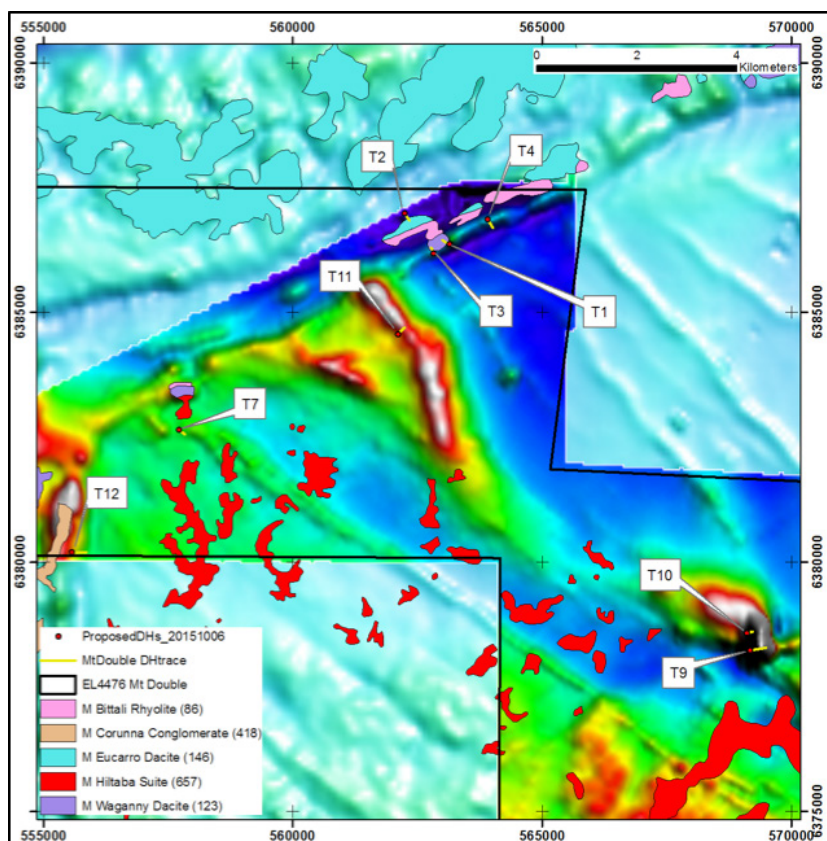 555000
560000
565000
570000
6390000
6390000
0
2
4
Kilometers
T2
T4
T11
T3
T1
6385000
6385000
T7
T12
6380000
6380000
T10
T9
ProposedDHs_20151006
MtDouble DHtrace
EL4476 Mt Double
M Bittali Rhyolite (86)
M Corunna Conglomerate (418)
M Eucarro Dacite (146)
M Hiltaba Suite (657)
M Waganny Dacite (123)
6375000
555000
560000
565000
570000